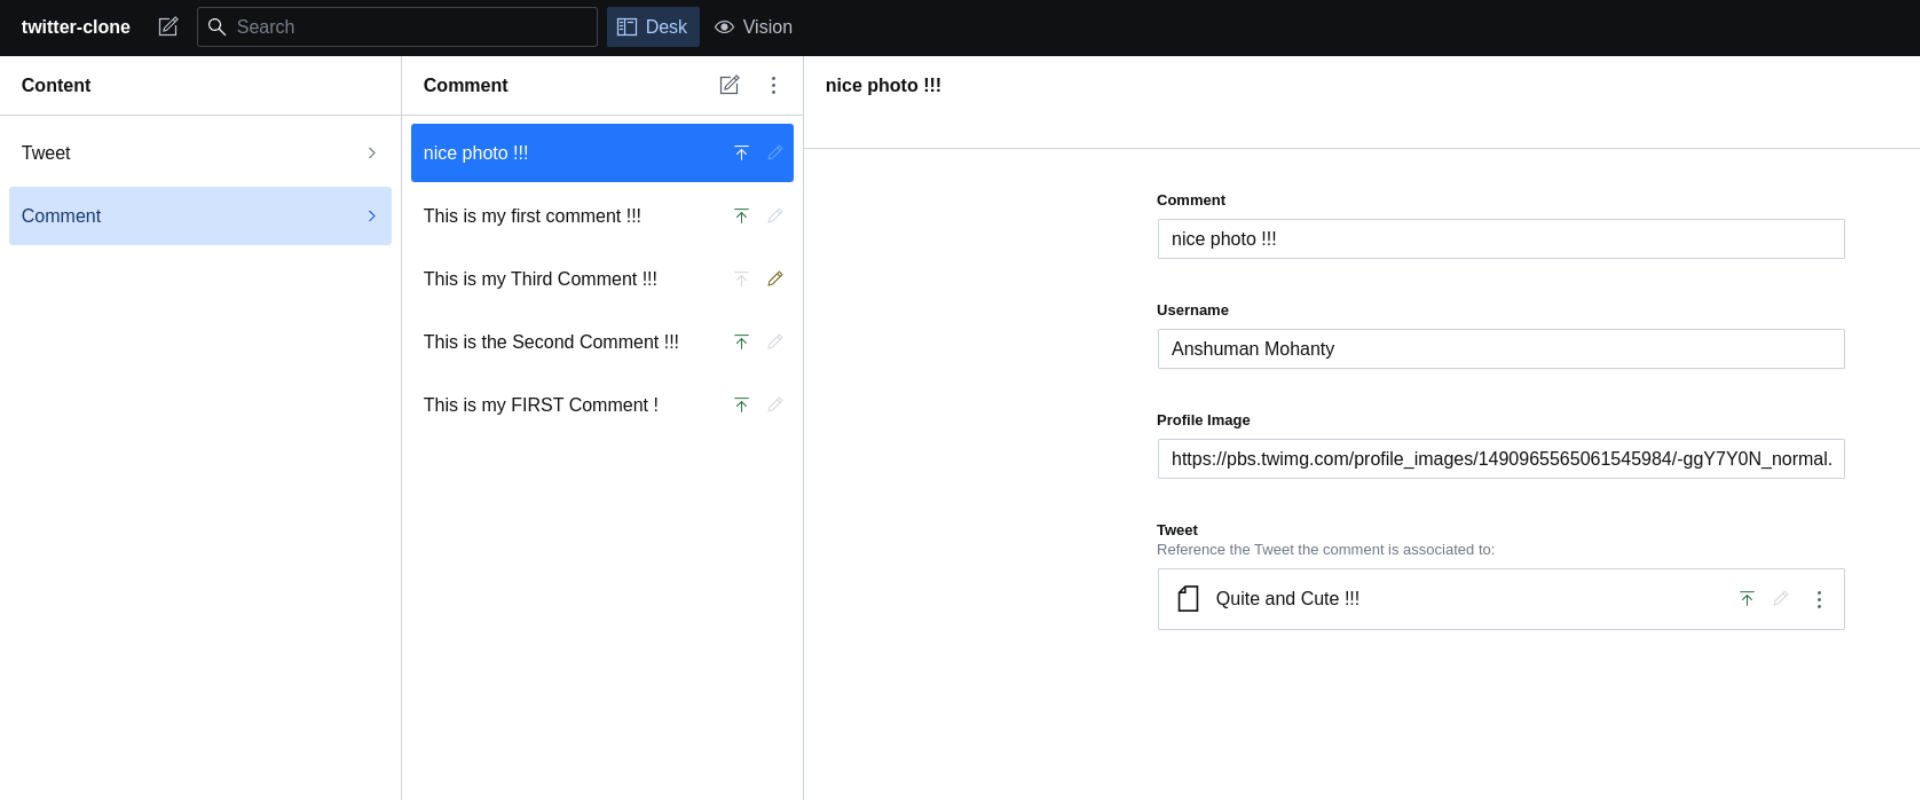 twitter-clone
Search
Desk
Vision
Content
Tweet
Comment
Comment
nice photo !!!
This is my first comment !!!
This is my Third Comment !!!
This is the Second Comment !!!
This is my FIRST Comment !
nice photo !!!
Comment
nice photo !!!
Username
Anshuman Mohanty
Profile Image
https://pbs.twimg.com/profile_images/1490965565061545984/-ggY7Y0N_normal.
Tweet
Reference the Tweet the comment is associated to:
Quite and Cute !!!